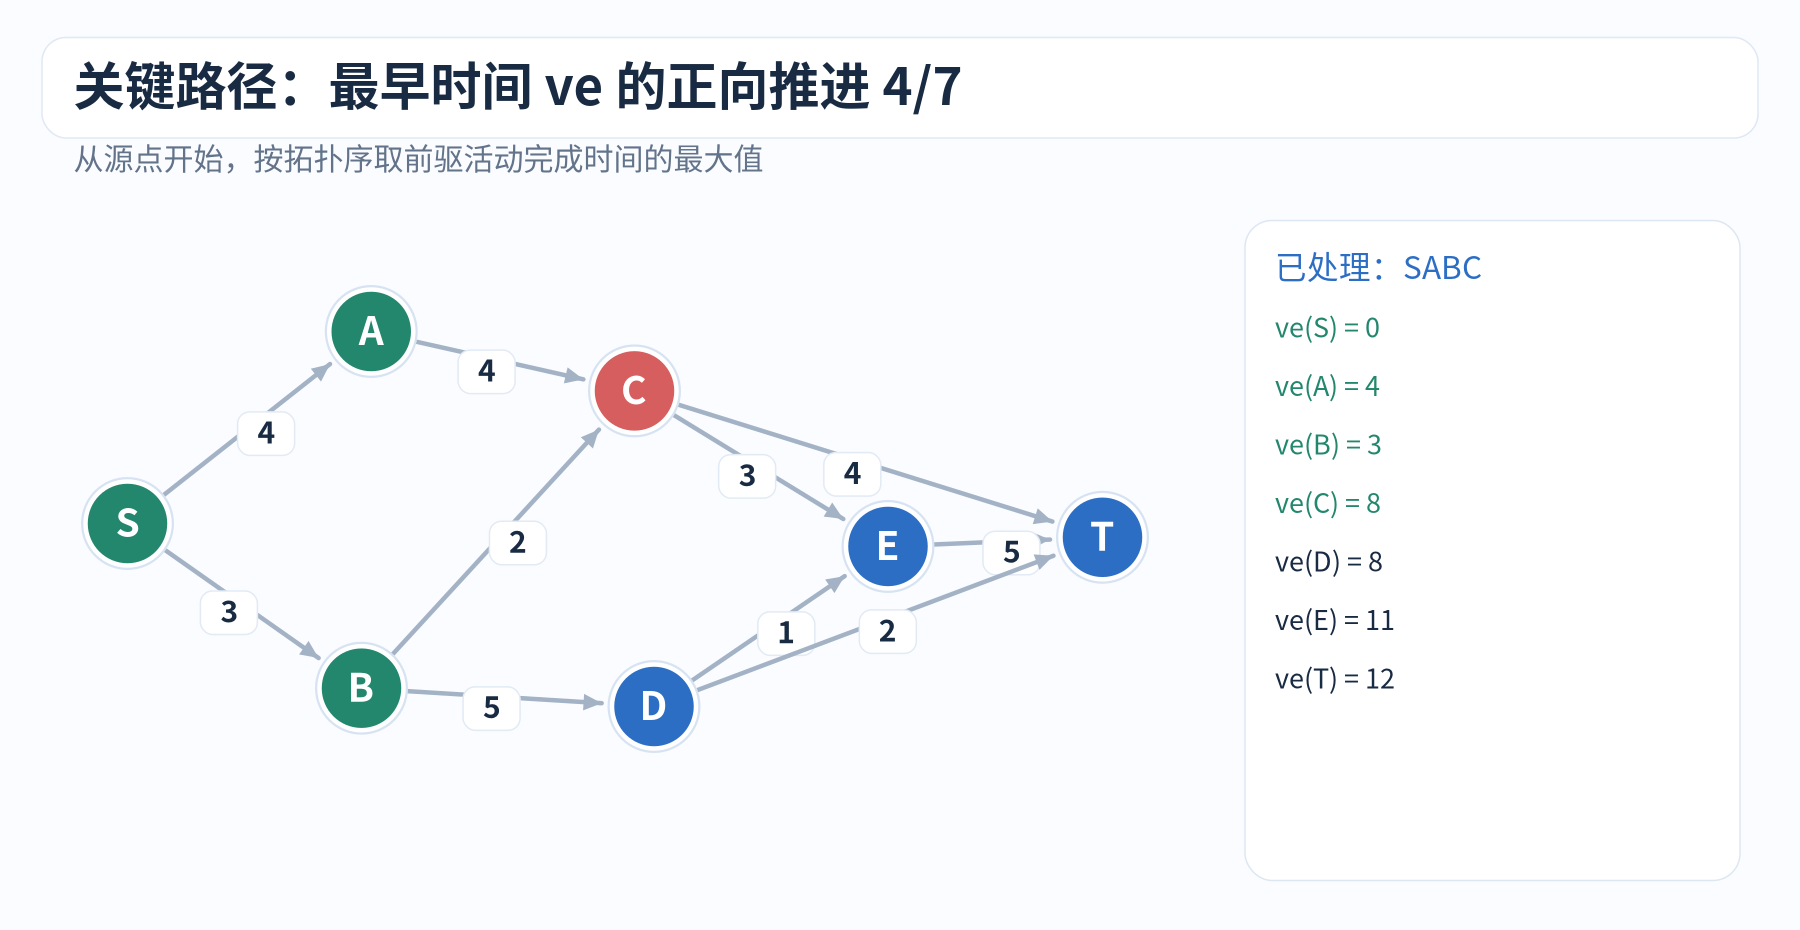 关键路径：最早时间 ve 的正向推进 4/7
从源点开始，按拓扑序取前驱活动完成时间的最大值
已处理：SABC
ve(S) = 0
ve(A) = 4
ve(B) = 3
ve(C) = 8
ve(D) = 8
ve(E) = 11
ve(T) = 12
A
4
C
4
3
4
S
2
E
5
T
3
1
2
B
5
D